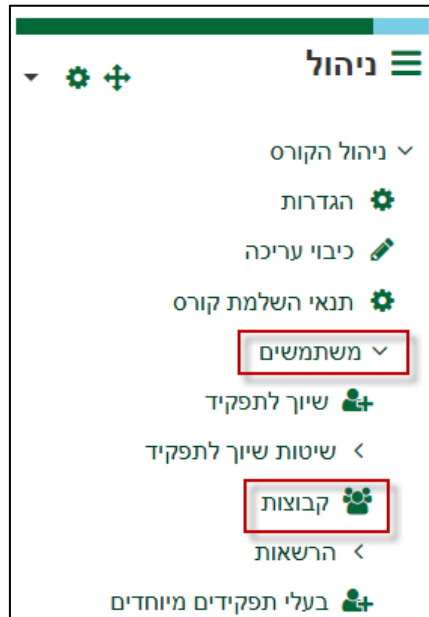 ניהול
ניהול הקורס
הגדרות
כיבוי עריכה
תנאי השלמת קורס
משתמשים
שיוך לתפקיד
שיטות שיוך לתפקיד
קבוצות
הרשאות
בעלי תפקידים מיוחדים